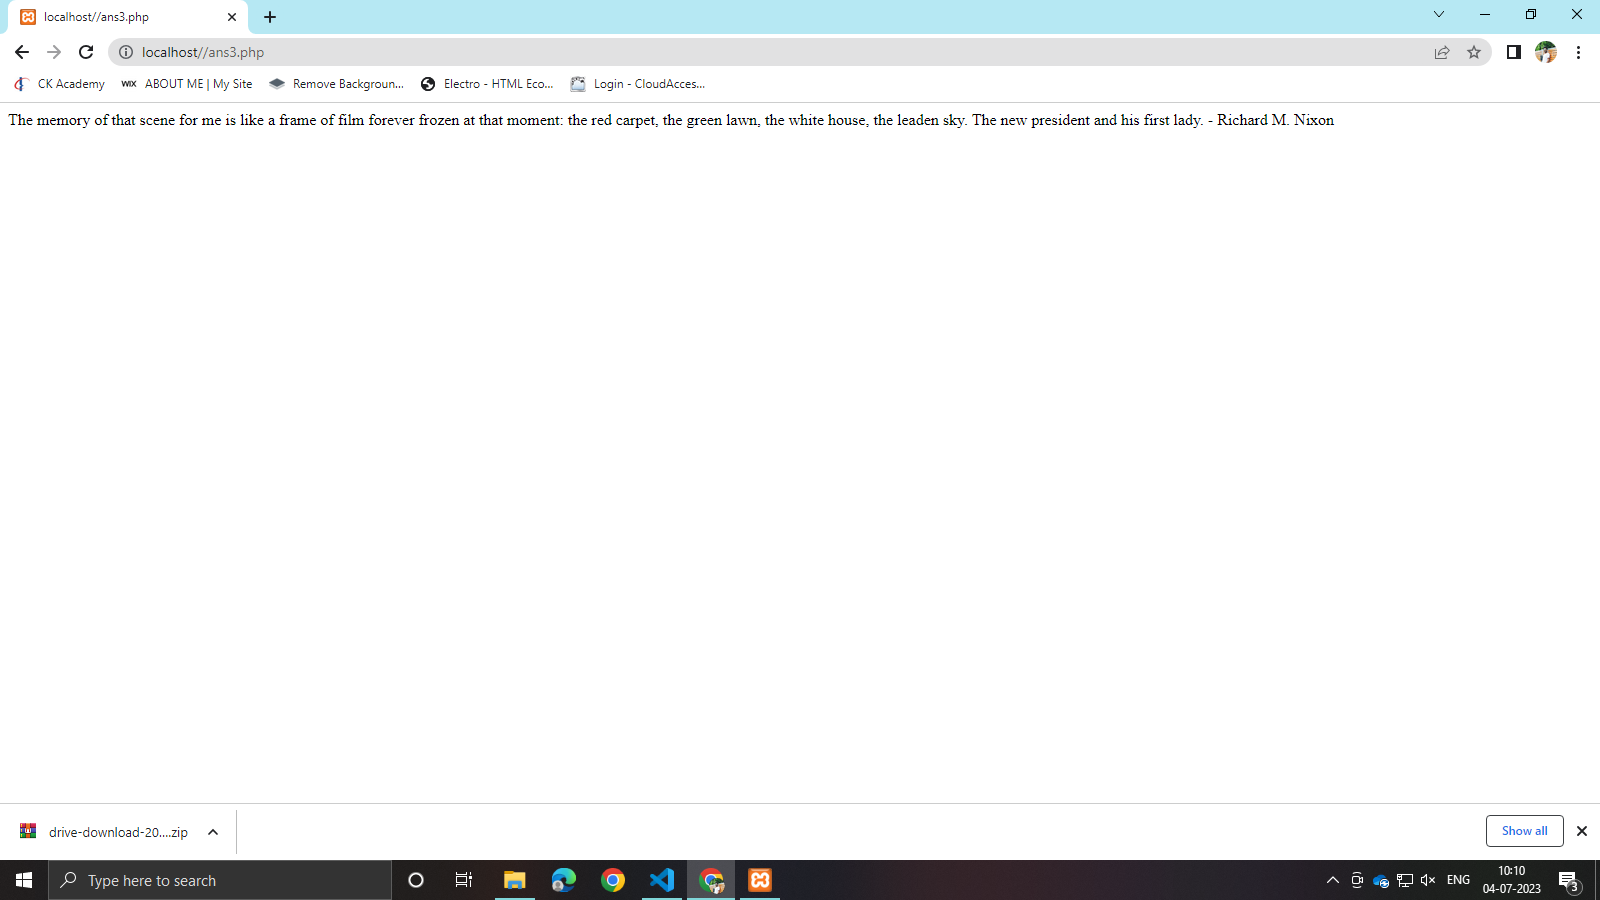 localhost//ans3.php
localhost//ans3.php
CK Academy
WIX ABOUT ME | My Site
Remove Backgroun...
Electro - HTML Eco...
Login - CloudAcces...
The memory of that scene for me is like a frame of film forever frozen at that moment: the red carpet, the green lawn, the white house, the leaden sky. The new president and his first lady. - Richard M. Nixon
drive-download-20....zip
Show all
Type here to search
ENG
10:10
04-07-2023
3